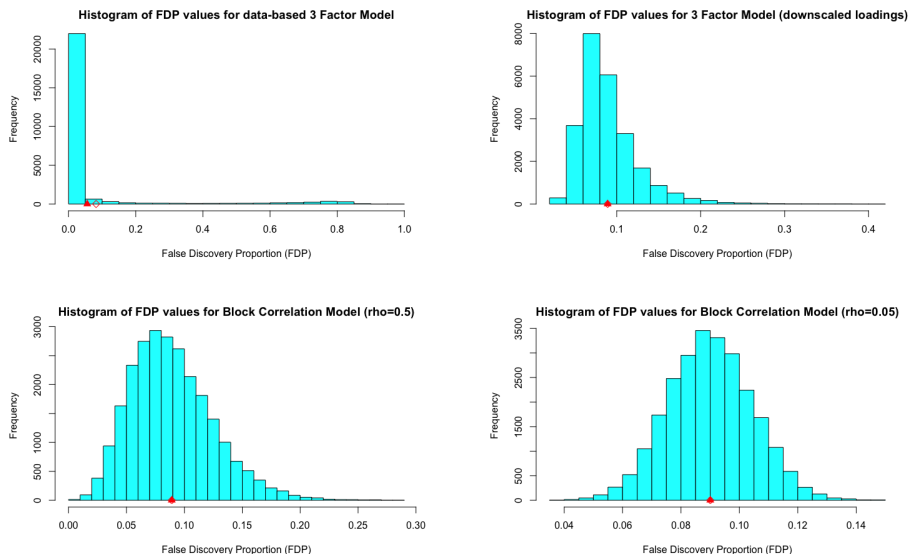 Histogram of FDP values for data-based 3 Factor Model
Frequency
0
5000
10000
15000
20000
0.0 0.2 0.4 0.6 0.8 1.0
False Discovery Proportion (FDP)
Histogram of FDP values for 3 Factor Model (downscaled loadings)
Frequency
0
2000
4000
6000
8000
0.1 0.2 0.3 0.4
False Discovery Proportion (FDP)
Histogram of FDP values for Block Correlation Model (rho=0.5)
Frequency
0
500
1000
2000
3000
0.00 0.05 0.10 0.15 0.20 0.25 0.30
False Discovery Proportion (FDP)
Histogram of FDP values for Block Correlation Model (rho=0.05)
Frequency
0
500
1500
2500
3500
0.04 0.06 0.08 0.10 0.12 0.14
False Discovery Proportion (FDP)